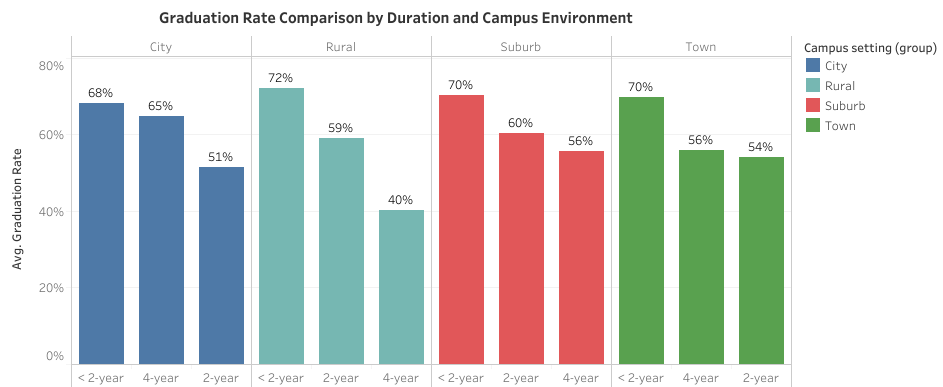 Graduation Rate Comparison by Duration and Campus Environment
City Rural Suburb Town
Campus setting (group)
City
Rural
Suburb
Town
Avg. Graduation Rate
80%
60%
40%
20%
0%
68% 65% 51% 72% 59% 40% 70% 60% 56% 70% 56% 54%
< 2-year 4-year 2-year < 2-year 2-year 4-year < 2-year 2-year 4-year < 2-year 4-year 2-year